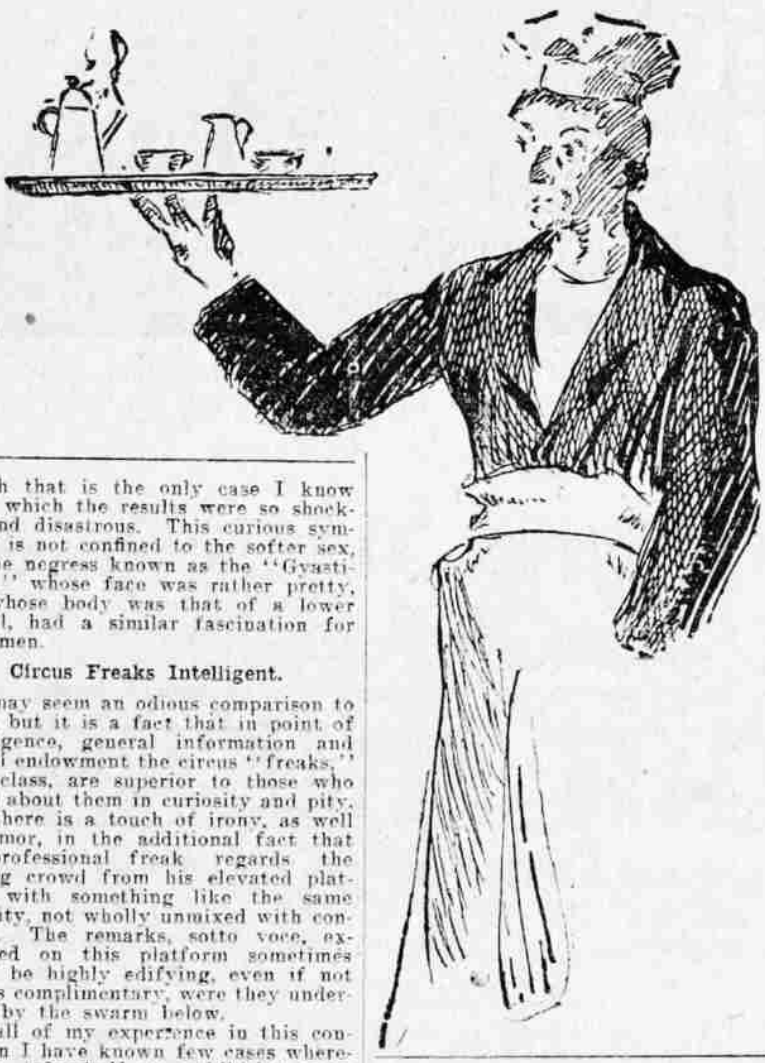 h that is the only case I know
which the results were so shock-
nd disastrous. This curious sym-
is not confined to the softer sex,
e negress known as the "Gyasti-
" whose face was rather pretty,
whose body was that of a lower
l, had a similar fascination for
men.
Circus Freaks Intelligent.
may seem an odious comparison to
but it is a fact that in point of
igence, general information and
l endowment the circus "freaks,"
class, are superior to those who
about them in curiosity and pity.
here is a touch of irony, as well
mor, in the additional fact that
rofessional freak regards the
g crowd from his elevated plat-
with something like the same
ity, not wholly unmixed with con-
The remarks, sotto voce, ex-
ed on this platform sometimes
be highly edifying, even if not
s complimentary, were they under-
by the swarm below.
all of my experience in this con-
n I have known few cases where-